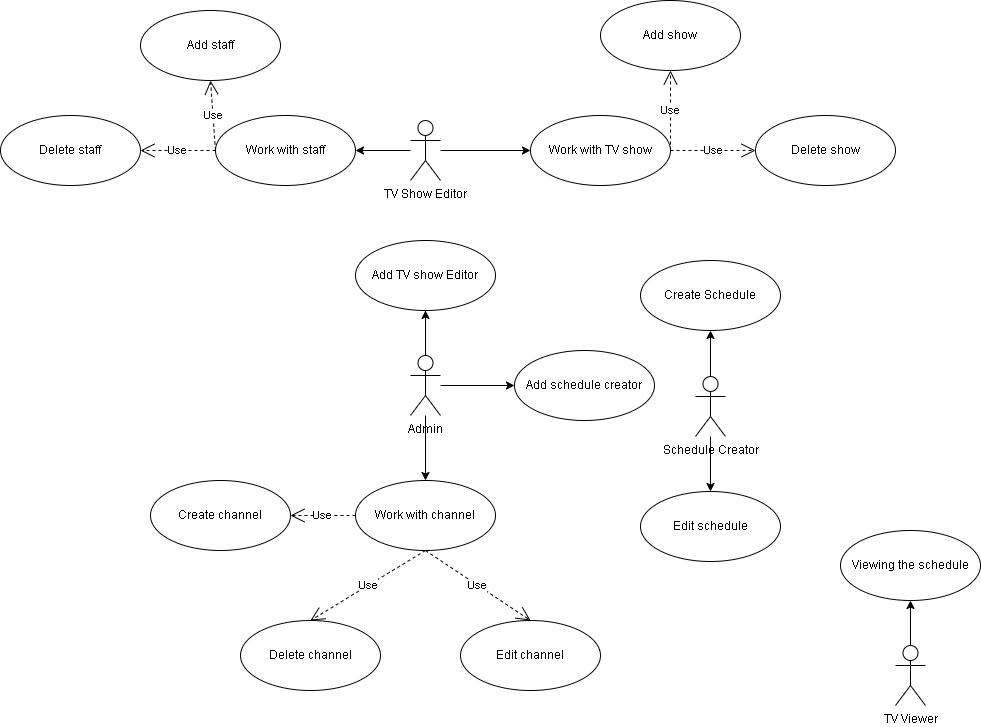 Add show
Add staff
Use
Use
Delete staff
Use
Work with staff
Work with TV show
Use
Delete show
TV Show Editor
Add TV show Editor
Create Schedule
Add schedule creator
Admin
Schedule Creator
Create channel
Use
Work with channel
Edit schedule
Viewing the schedule
Use
Use
Delete channel
Edit channel
TV Viewer